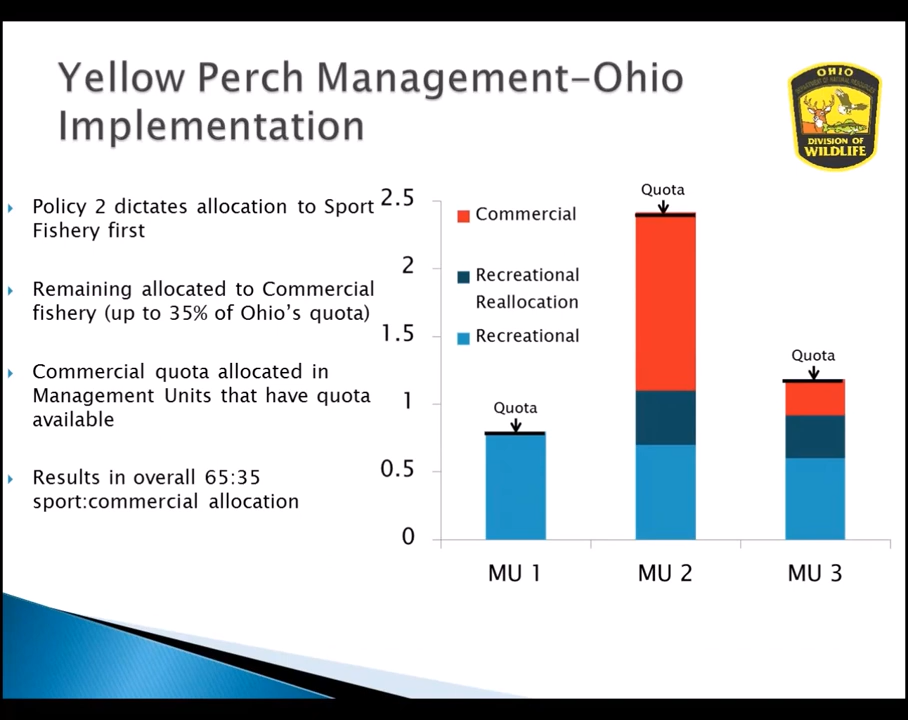 Yellow Perch Management-Ohio
Implementation
OHIO
DIVISION OF
WILDLIFE
Policy 2 dictates allocation to Sport
Fishery first
Remaining allocated to Commercial
fishery (up to 35% of Ohio's quota)
Commercial quota allocated in
Management Units that have quota
available
Results in overall 65:35
sport:commercial allocation
2.5
2
1.5
1
0.5
0
Commercial
Recreational
Reallocation
Recreational
Quota
Quota
Quota
MU 1
MU 2
MU 3